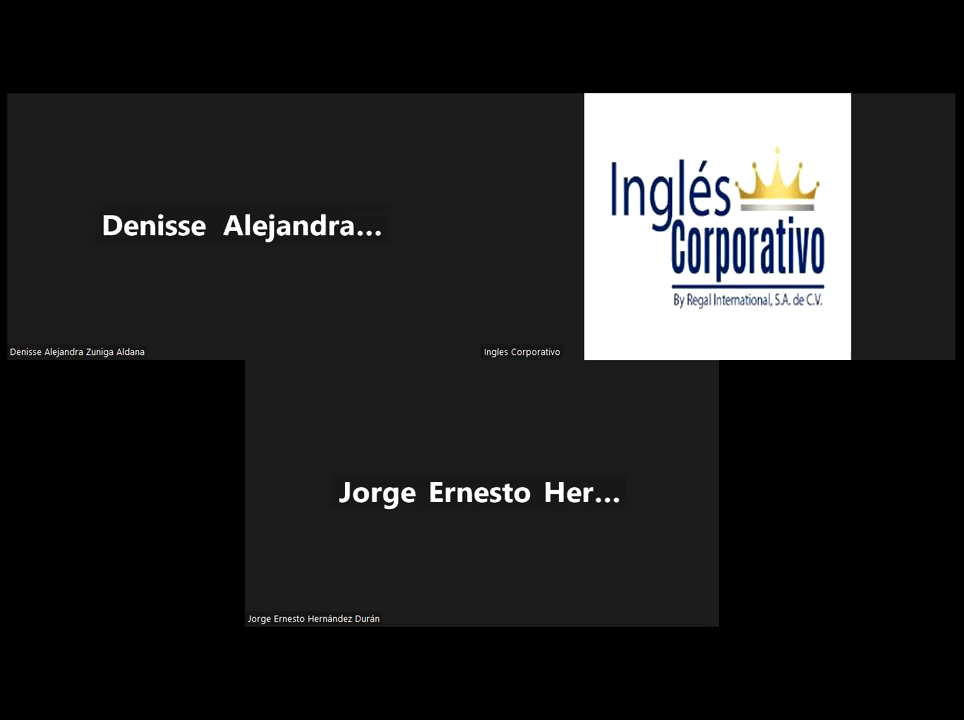 Denisse Alejandra...
Inglés
Corporativo
By Regal International, S.A. de C.V.
Denisse Alejandra Zuniga Aldana
Ingles Corporativo
Jorge Ernesto Her...
Jorge Ernesto Hernández Durán